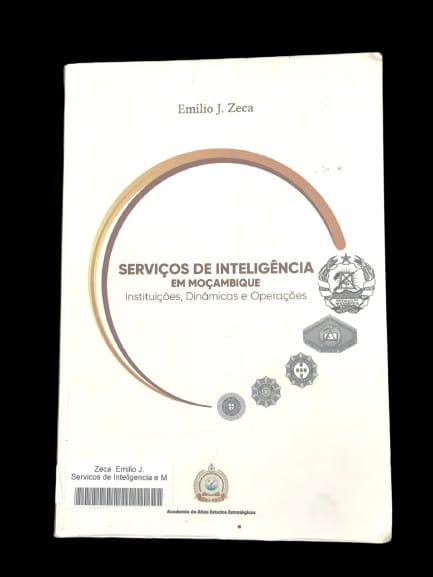 Emílio J. Zeca
SERVIÇOS DE INTELIGÊNCIA
EM MOÇAMBIQUE
Instituições, Dinâmicas e Operações
Zeca Emilio J.
Servicos de Inteligencia e M
Academia de Altos Estudos Estratégicos